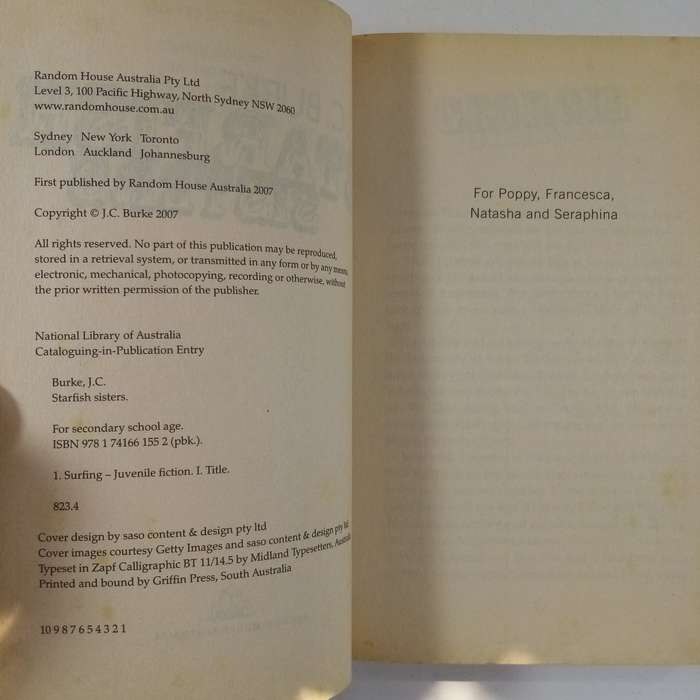 Random House Australia Pty Ltd
Level 3, 100 Pacific Highway, North Sydney NSW 2060
www.randomhouse.com.au
Sydney New York Toronto
London Auckland Johannesburg
First published by Random House Australia 2007
Copyright © J.C. Burke 2007
All rights reserved. No part of this publication may be reproduced,
stored in a retrieval system, or transmitted in any form or by any means,
electronic, mechanical, photocopying, recording or otherwise, without
the prior written permission of the publisher.
National Library of Australia
Cataloguing-in-Publication Entry
Burke, J.C.
Starfish sisters.
For secondary school age.
ISBN 978 1 74166 155 2 (pbk.).
1. Surfing – Juvenile fiction. I. Title.
823.4
Cover design by saso content & design pty ltd
Cover images courtesy Getty Images and saso content & design pty ltd
Typeset in Zapf Calligraphic BT 11/14.5 by Midland Typesetters, Australia
Printed and bound by Griffin Press, South Australia
10 9 8 7 6 5 4 3 2 1
For Poppy, Francesca,
Natasha and Seraphina